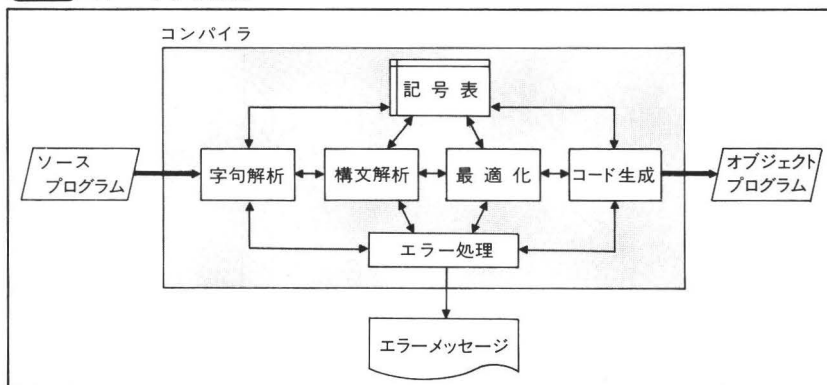 コンパイラ
記号表
ソース
プログラム
字句解析
構文解析
最適化
コード生成
オブジェクト
プログラム
エラー処理
エラーメッセージ